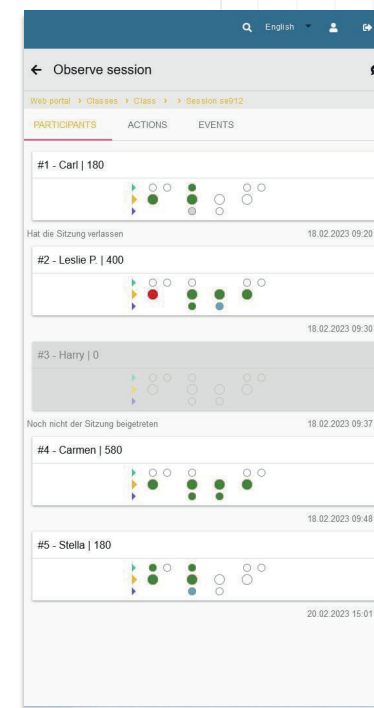 English
Observe session
Web portal > Classes > Class > > Session se912
PARTICIPANTS ACTIONS EVENTS
#1 - Carl | 180
Hat die Sitzung verlassen 18.02.2023 09:20
#2 - Leslie P. | 400
18.02.2023 09:30
#3 - Harry | 0
Noch nicht der Sitzung beigetreten 18.02.2023 09:37
#4 - Carmen | 580
18.02.2023 09:48
#5 - Stella | 180
20.02.2023 15:01